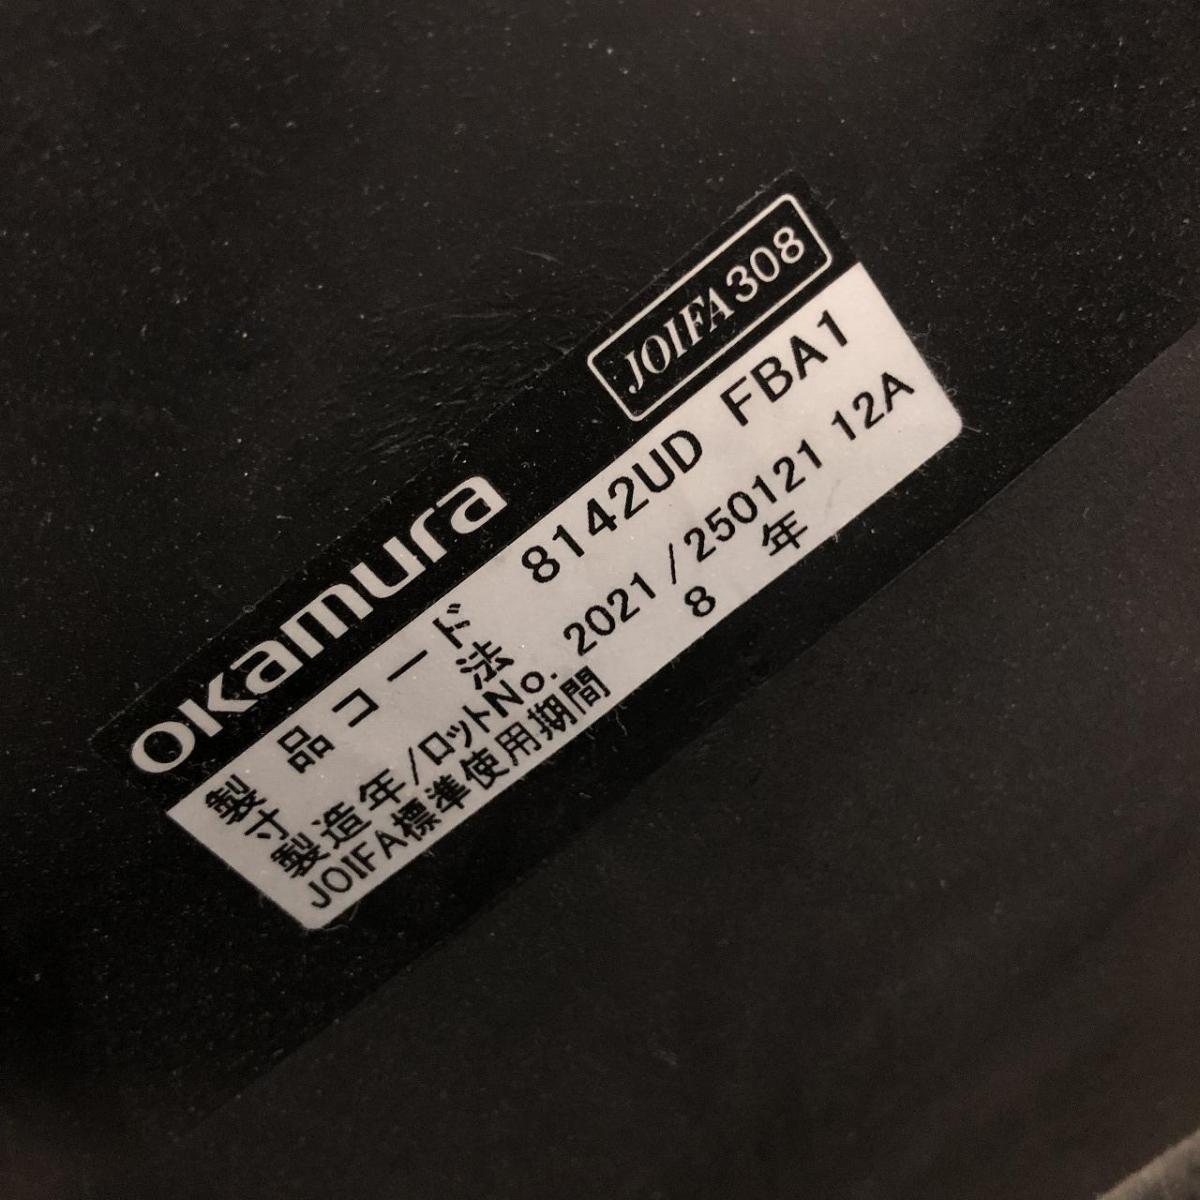 JOIFA 308
okamura
製品コード 8142UD FBA1
寸法
製造年/ロットNo. 2021/250121 12A
JOIFA標準使用期間 8 年